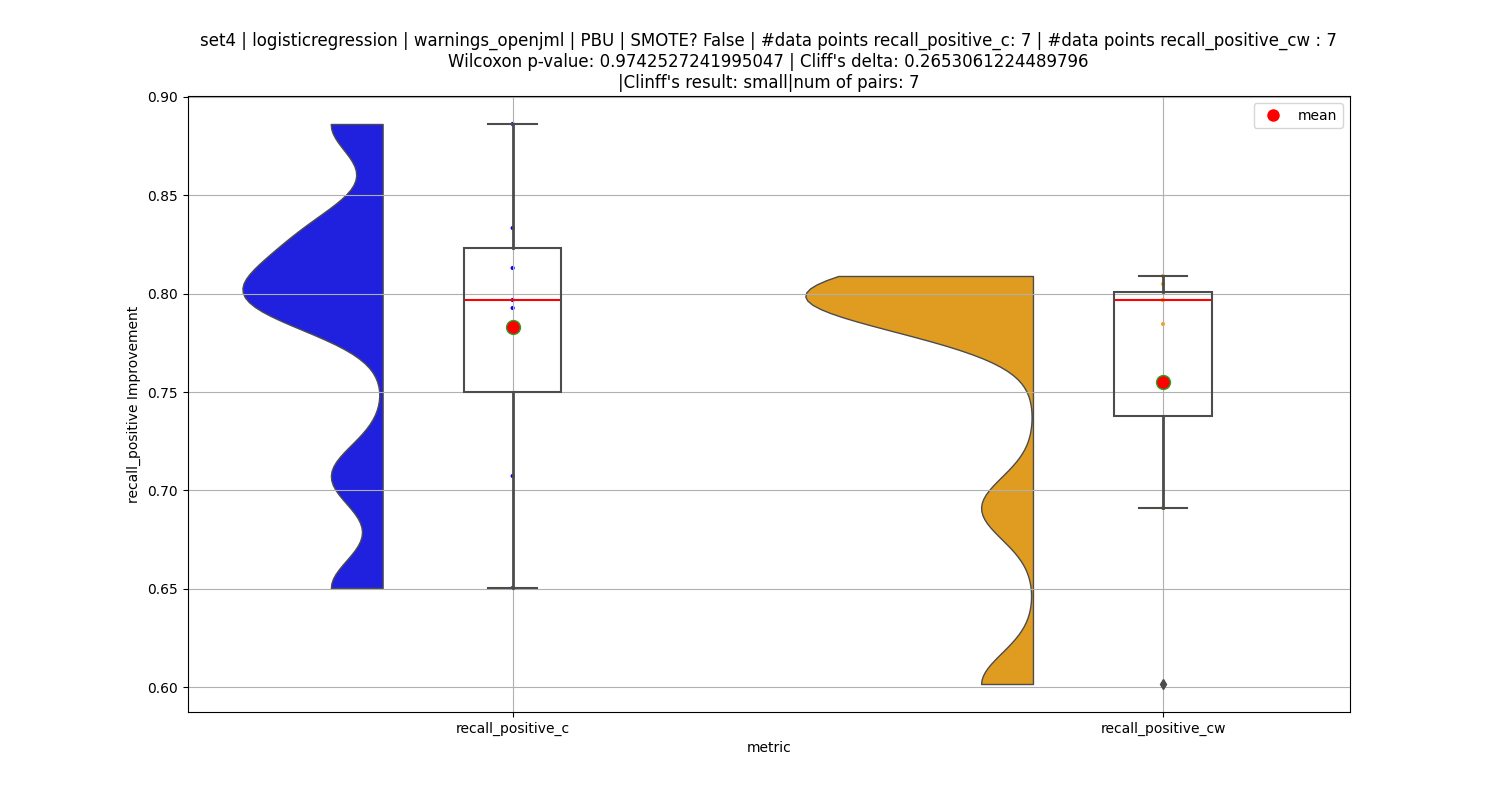 set4 | logisticregression | warnings_openjml | PBU | SMOTE? False | #data points recall_positive_c: 7 | #data points recall_positive_cw : 7
Wilcoxon p-value: 0.9742527241995047 | Cliff's delta: 0.2653061224489796
|Clinff's result: small|num of pairs: 7
mean
recall_positive Improvement
0.90
0.85
0.80
0.75
0.70
0.65
0.60
recall_positive_c
recall_positive_cw
metric